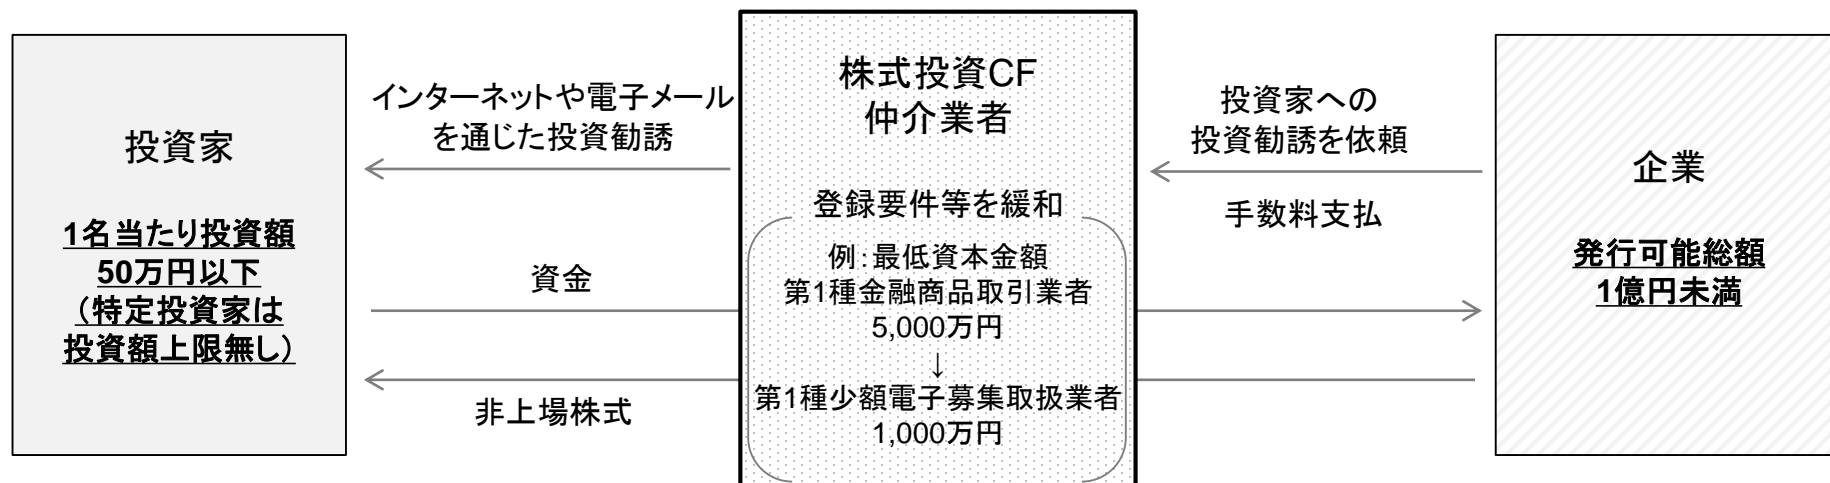 投資家
1名当たり投資額
50万円以下
（特定投資家は
投資額上限無し）
インターネットや電子メール
を通じた投資勧誘
資金
非上場株式
株式投資CF
仲介業者
登録要件等を緩和
例：最低資本金額
第1種金融商品取引業者
5,000万円
↓
第1種少額電子募集取扱業者
1,000万円
投資家への
投資勧誘を依頼
手数料支払
企業
発行可能総額
1億円未満